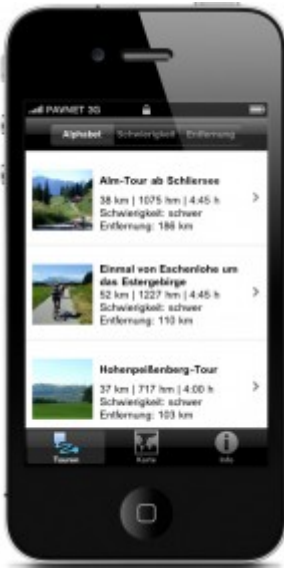 PAVNET 3G
Alphabet Schwierigkeit Entfernung
Alm-Tour ab Schliersee
38 km | 1075 hm | 4:45 h
Schwierigkeit: schwer
Entfernung: 186 km
Einmal von Eschenlohe um
das Estergebirge
52 km | 1227 hm | 4:45 h
Schwierigkeit: schwer
Entfernung: 110 km
Hohenpeißenberg-Tour
37 km | 717 hm | 4:00 h
Schwierigkeit: schwer
Entfernung: 103 km
Touren Karte Info